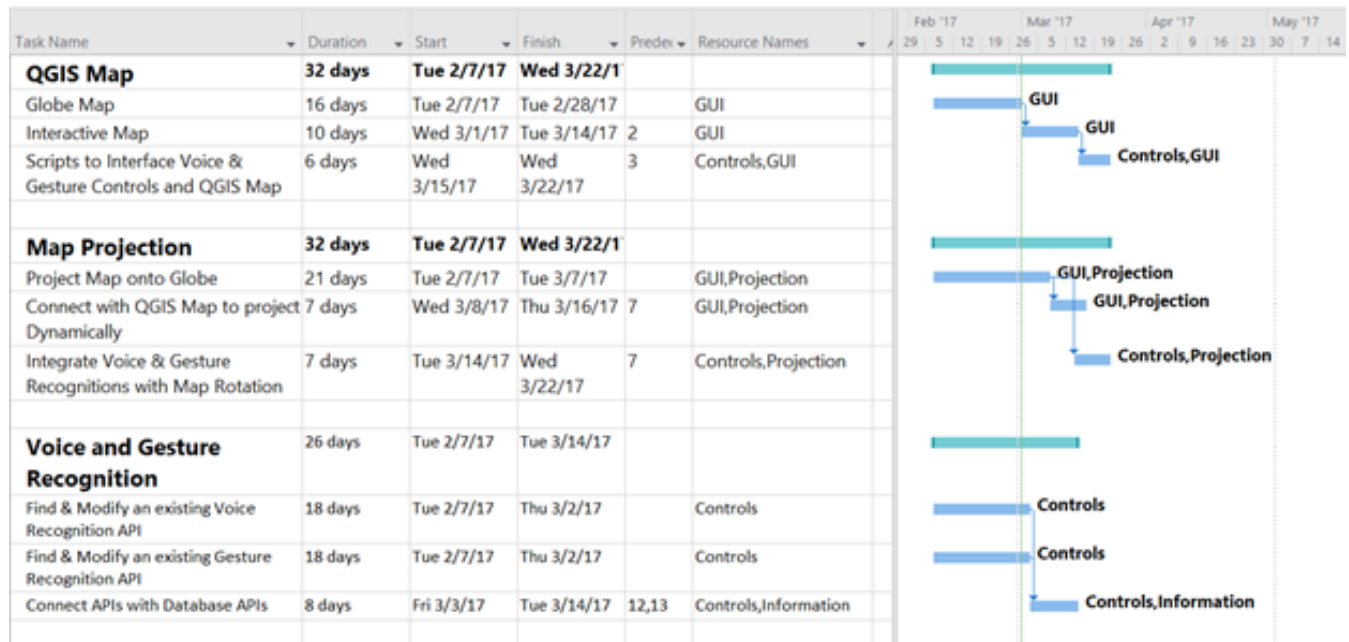 Feb '17 Mar '17 Apr '17 May '17
Task Name Duration Start Finish Predec Resource Names 29 5 12 19 26 5 12 19 26 2 9 16 23 30 7 14
QGIS Map 32 days Tue 2/7/17 Wed 3/22/1
Globe Map 16 days Tue 2/7/17 Tue 2/28/17 GUI GUI
Interactive Map 10 days Wed 3/1/17 Tue 3/14/17 2 GUI GUI
Scripts to Interface Voice & 6 days Wed Wed 3 Controls,GUI Controls,GUI
Gesture Controls and QGIS Map 3/15/17 3/22/17
Map Projection 32 days Tue 2/7/17 Wed 3/22/1
Project Map onto Globe 21 days Tue 2/7/17 Tue 3/7/17 GUI,Projection GUI,Projection
Connect with QGIS Map to project 7 days Wed 3/8/17 Thu 3/16/17 7 GUI,Projection GUI,Projection
Dynamically
Integrate Voice & Gesture 7 days Tue 3/14/17 Wed 7 Controls,Projection Controls,Projection
Recognitions with Map Rotation 3/22/17
Voice and Gesture 26 days Tue 2/7/17 Tue 3/14/17
Recognition
Find & Modify an existing Voice 18 days Tue 2/7/17 Thu 3/2/17 Controls Controls
Recognition API
Find & Modify an existing Gesture 18 days Tue 2/7/17 Thu 3/2/17 Controls Controls
Recognition API
Connect APIs with Database APIs 8 days Fri 3/3/17 Tue 3/14/17 12,13 Controls,Information Controls,Information